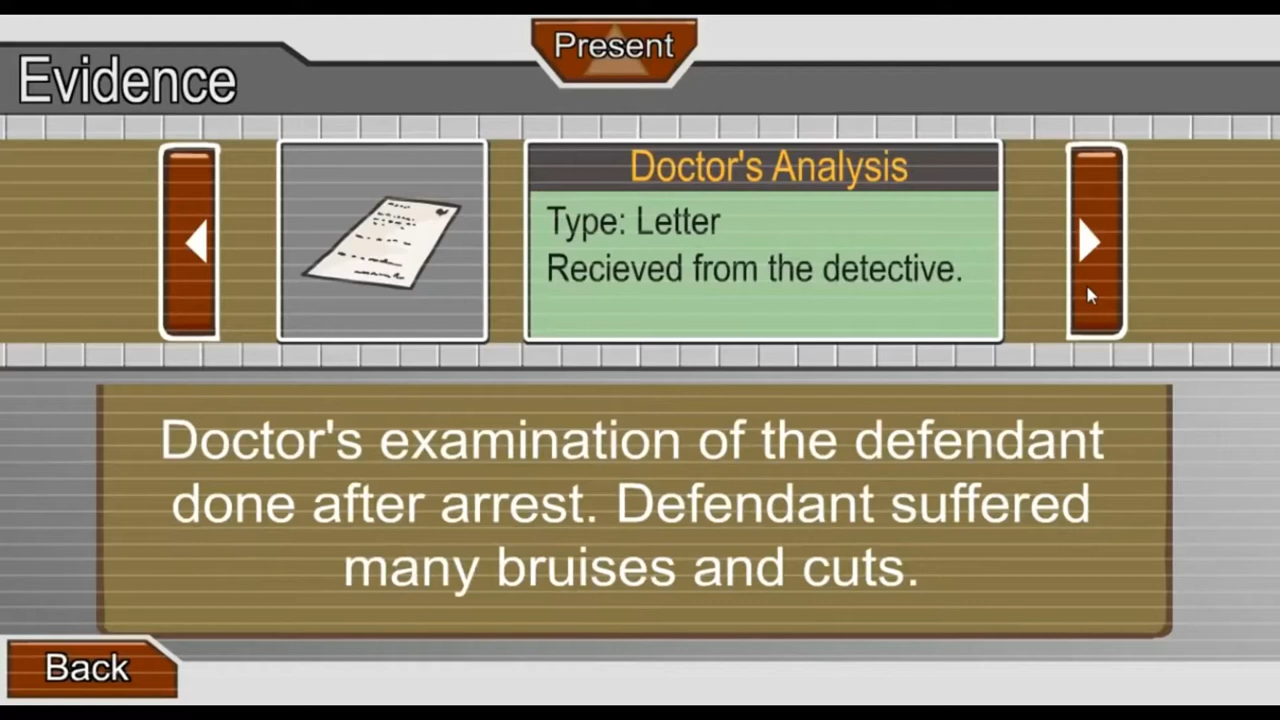 Present
Evidence
Doctor's Analysis
Type: Letter
Recieved from the detective.
Doctor's examination of the defendant
done after arrest. Defendant suffered
many bruises and cuts.
Back